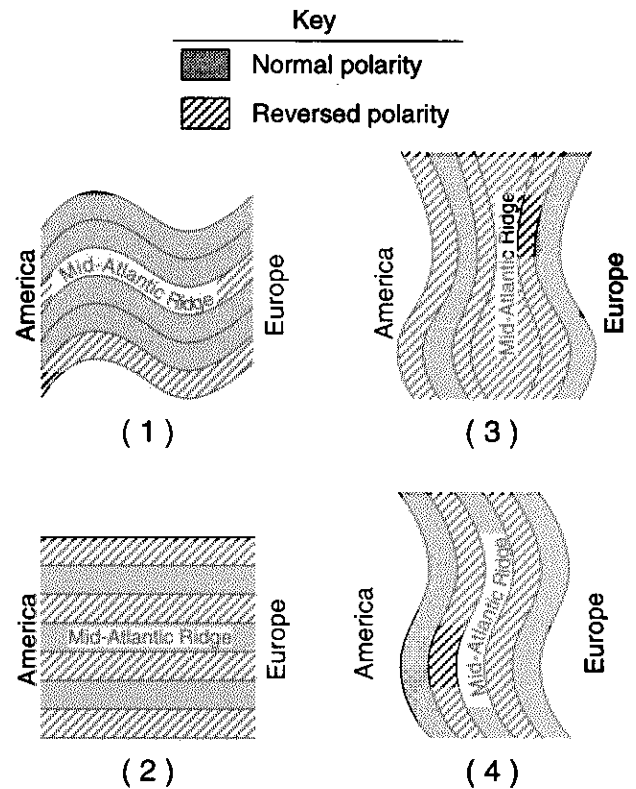 Key
Normal polarity
Reversed polarity
America
Mid-Atlantic Ridge
Europe
( 1 )
America
Mid-Atlantic Ridge
Europe
( 3 )
America
Mid-Atlantic Ridge
Europe
( 2 )
America
Mid-Atlantic Ridge
Europe
( 4 )